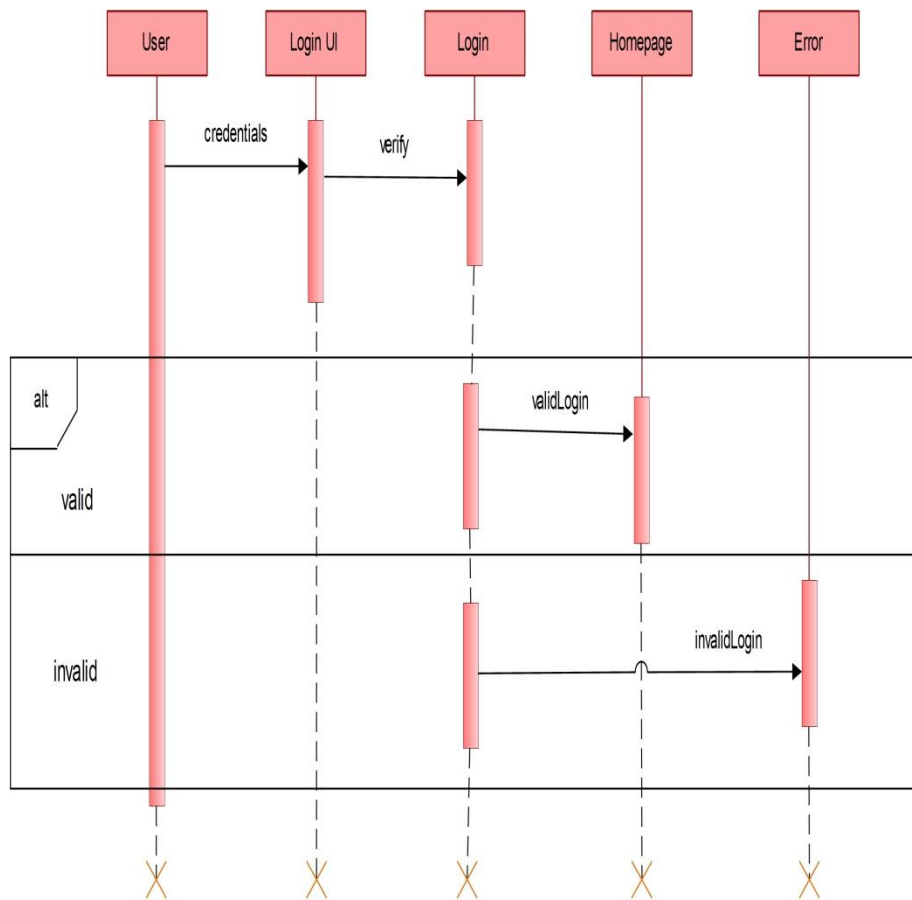 User
Login UI
Login
Homepage
Error
credentials
verify
alt
validLogin
valid
invalidLogin
invalid